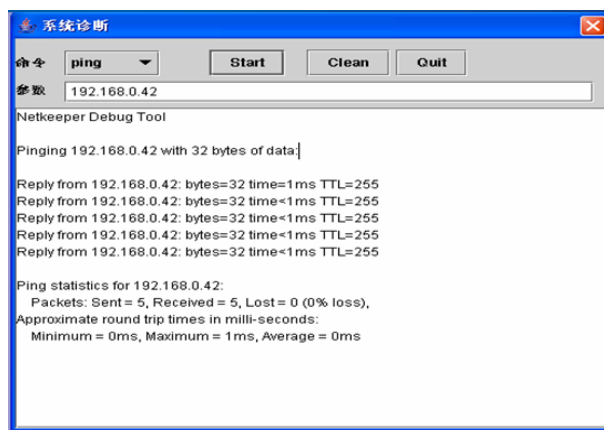 系统诊断
命令 ping Start Clean Quit
参数 192.168.0.42
Netkeeper Debug Tool
Pinging 192.168.0.42 with 32 bytes of data:
Reply from 192.168.0.42: bytes=32 time=1ms TTL=255
Reply from 192.168.0.42: bytes=32 time<1ms TTL=255
Reply from 192.168.0.42: bytes=32 time<1ms TTL=255
Reply from 192.168.0.42: bytes=32 time<1ms TTL=255
Reply from 192.168.0.42: bytes=32 time<1ms TTL=255
Ping statistics for 192.168.0.42:
Packets: Sent = 5, Received = 5, Lost = 0 (0% loss),
Approximate round trip times in milli-seconds:
Minimum = 0ms, Maximum = 1ms, Average = 0ms